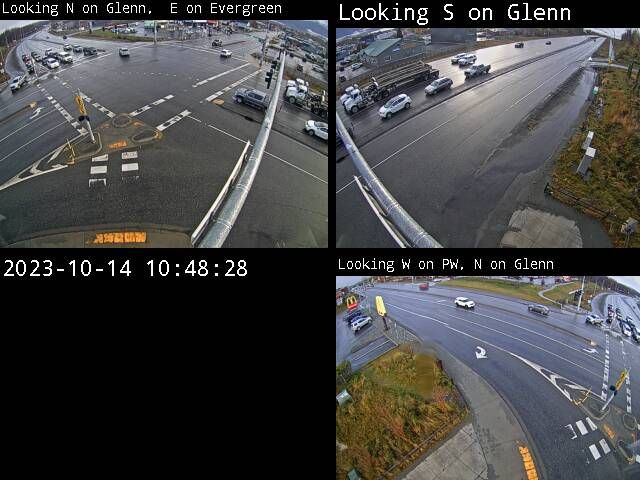 Looking N on Glenn,  E on Evergreen
Looking S on Glenn
2023-10-14 10:48:28
Looking W on PW, N on Glenn